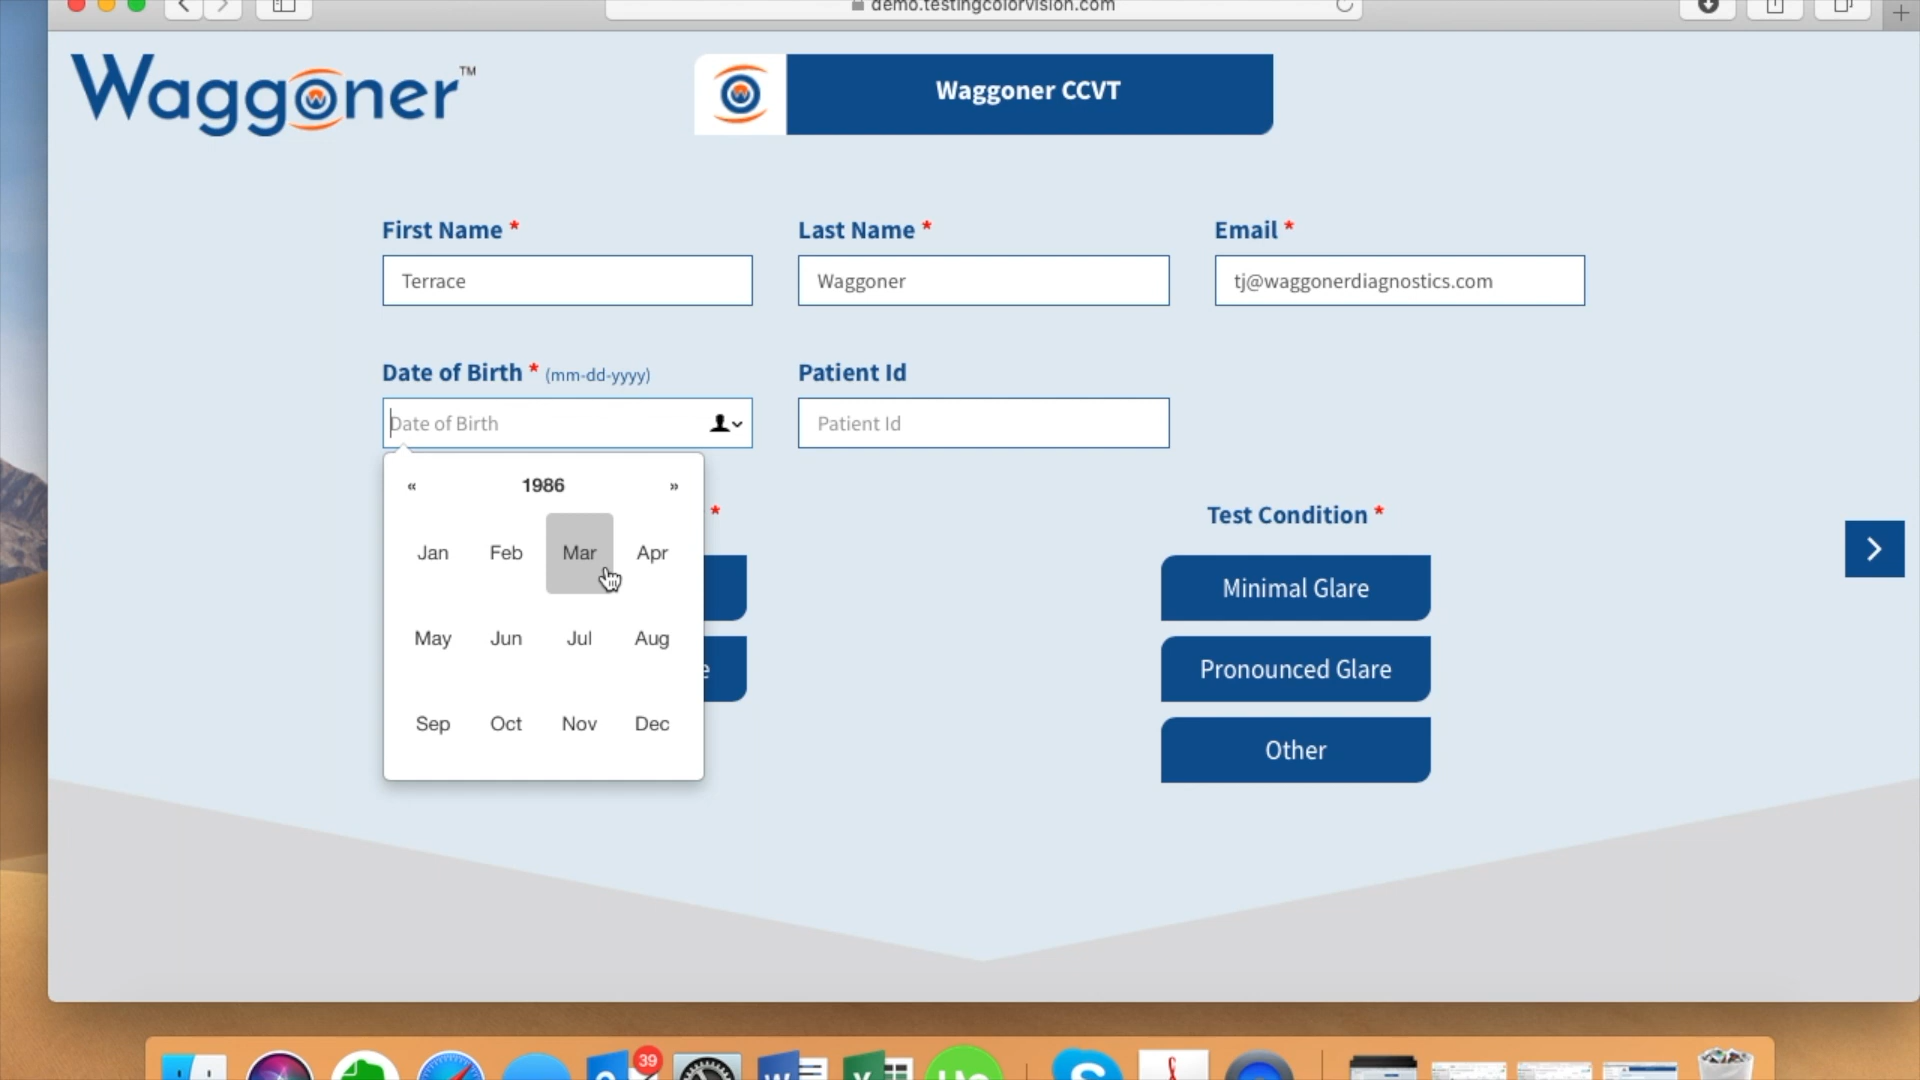 demo.testingcolorvision.com
Waggoner™
Waggoner CCVT
First Name *
Last Name *
Email *
Terrace
Waggoner
tj@waggonerdiagnostics.com
Date of Birth * (mm-dd-yyyy)
Patient Id
Date of Birth
Patient Id
« 1986 »
Jan Feb Mar Apr
May Jun Jul Aug
Sep Oct Nov Dec
*
e
Test Condition *
Minimal Glare
Pronounced Glare
Other
39